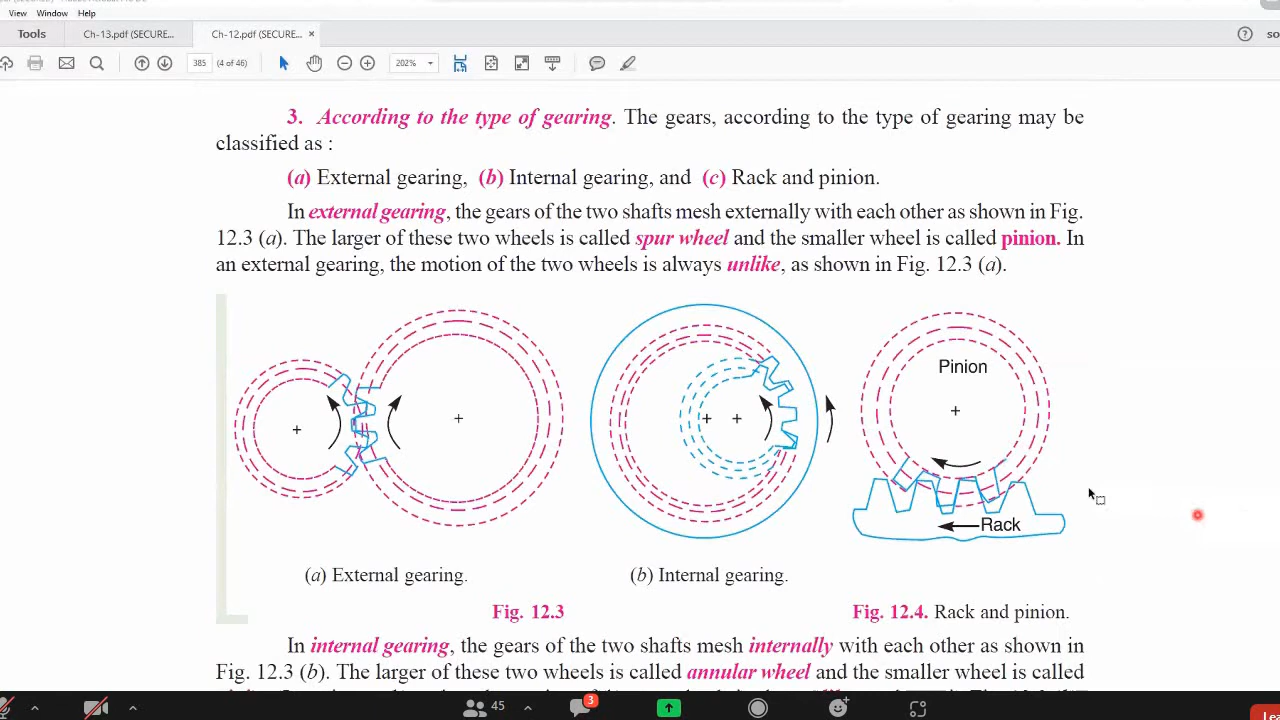 View Window Help
Tools Ch-13.pdf (SECURE... Ch-12.pdf (SECURE... ×
385 (4 of 46) 202%
3. According to the type of gearing. The gears, according to the type of gearing may be
classified as :
(a) External gearing, (b) Internal gearing, and (c) Rack and pinion.
In external gearing, the gears of the two shafts mesh externally with each other as shown in Fig.
12.3 (a). The larger of these two wheels is called spur wheel and the smaller wheel is called pinion. In
an external gearing, the motion of the two wheels is always unlike, as shown in Fig. 12.3 (a).
Pinion
Rack
(a) External gearing. (b) Internal gearing.
Fig. 12.3 Fig. 12.4. Rack and pinion.
In internal gearing, the gears of the two shafts mesh internally with each other as shown in
Fig. 12.3 (b). The larger of these two wheels is called annular wheel and the smaller wheel is called
45 3